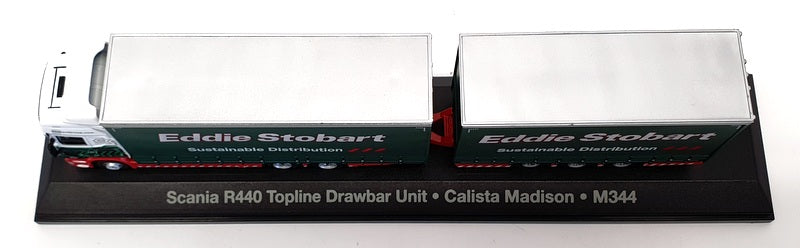 Eddie Stobart
Sustainable Distribution
Eddie Stobart
Sustainable Distribution
Scania R440 Topline Drawbar Unit • Calista Madison • M344